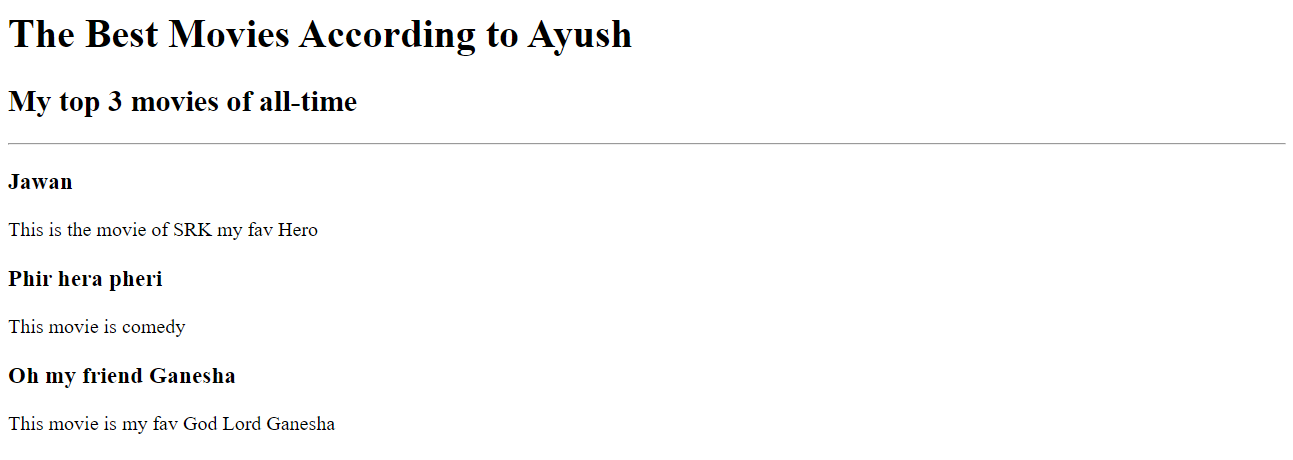 The Best Movies According to Ayush
My top 3 movies of all-time
Jawan
This is the movie of SRK my fav Hero
Phir hera pheri
This movie is comedy
Oh my friend Ganesha
This movie is my fav God Lord Ganesha